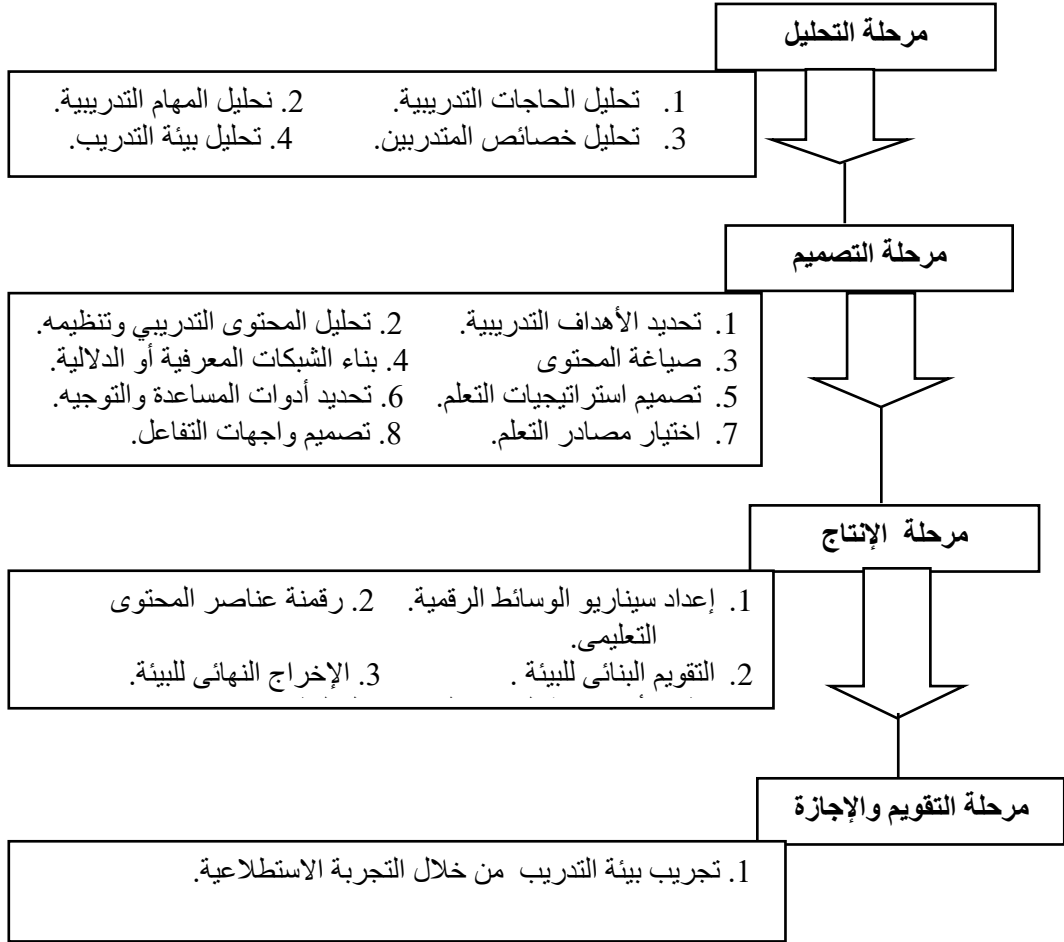 مرحلة التحليل
1. تحليل الحاجات التدريبية. 2. نحليل المهام التدريبية.
3. تحليل خصائص المتدربين. 4. تحليل بيئة التدريب.
مرحلة التصميم
1. تحديد الأهداف التدريبية. 2. تحليل المحتوى التدريبي وتنظيمه.
3. صياغة المحتوى 4. بناء الشبكات المعرفية أو الدلالية.
5. تصميم استراتيجيات التعلم. 6. تحديد أدوات المساعدة والتوجيه.
7. اختيار مصادر التعلم. 8. تصميم واجهات التفاعل.
مرحلة الإنتاج
1. إعداد سيناريو الوسائط الرقمية. 2. رقمنة عناصر المحتوى
التعليمى.
2. التقويم البنائى للبيئة . 3. الإخراج النهائى للبيئة.
مرحلة التقويم والإجازة
1. تجريب بيئة التدريب من خلال التجربة الاستطلاعية.